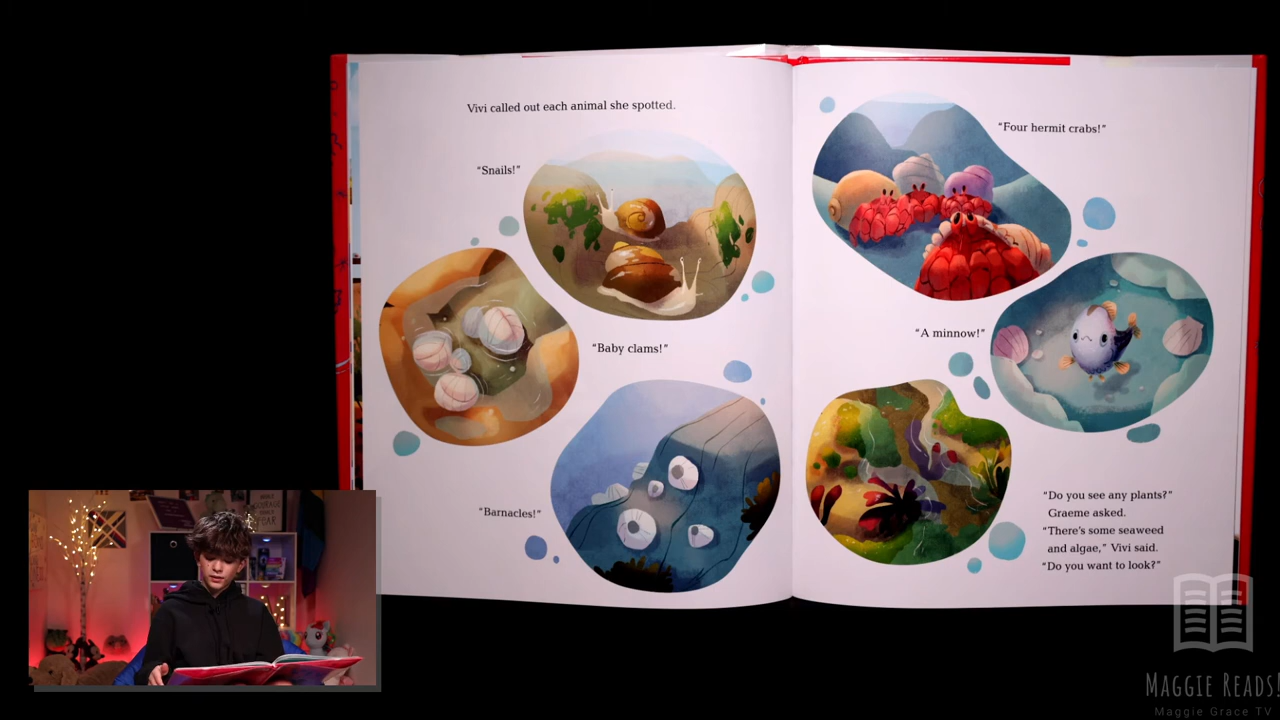 Vivi called out each animal she spotted.
“Snails!”
“Baby clams!”
“Barnacles!”
“Four hermit crabs!”
“A minnow!”
“Do you see any plants?”
Graeme asked.
“There’s some seaweed
and algae,” Vivi said.
“Do you want to look?”
MAGGIE READS!
Maggie Grace TV